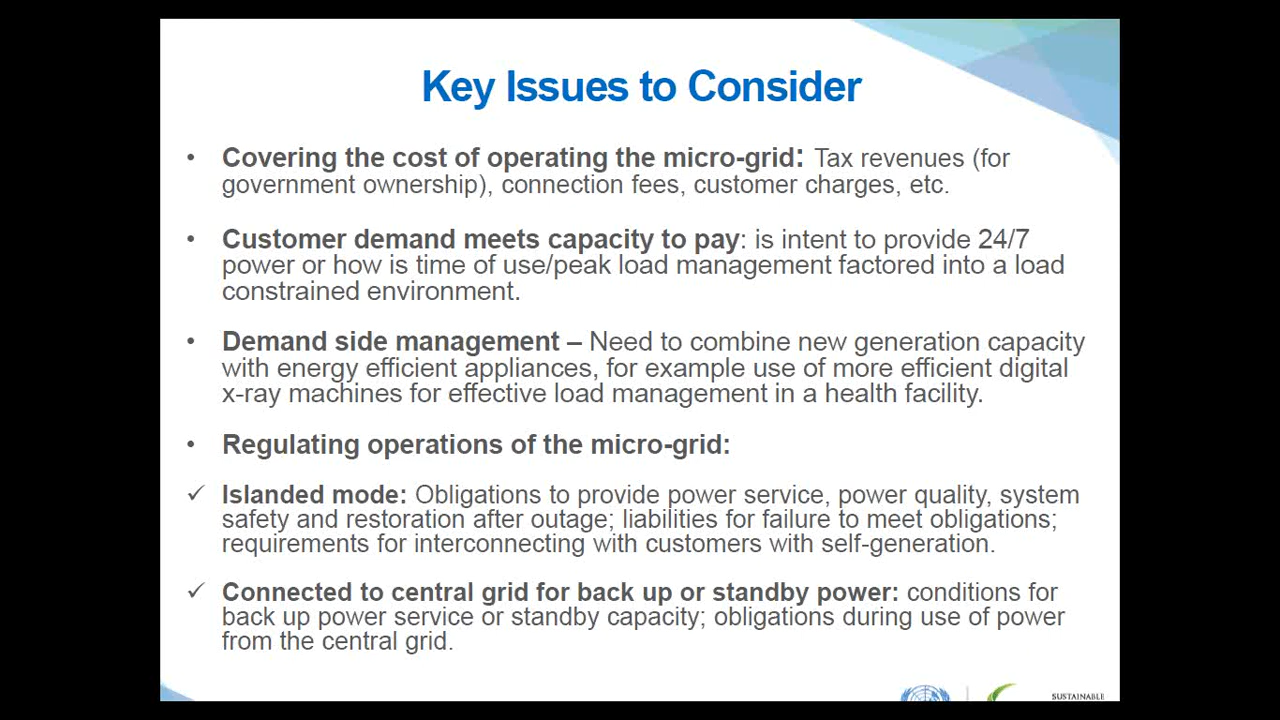 Key Issues to Consider
• Covering the cost of operating the micro-grid: Tax revenues (for
government ownership), connection fees, customer charges, etc.
• Customer demand meets capacity to pay: is intent to provide 24/7
power or how is time of use/peak load management factored into a load
constrained environment.
• Demand side management – Need to combine new generation capacity
with energy efficient appliances, for example use of more efficient digital
x-ray machines for effective load management in a health facility.
• Regulating operations of the micro-grid:
✓ Islanded mode: Obligations to provide power service, power quality, system
safety and restoration after outage; liabilities for failure to meet obligations;
requirements for interconnecting with customers with self-generation.
✓ Connected to central grid for back up or standby power: conditions for
back up power service or standby capacity; obligations during use of power
from the central grid.
SUSTAINABLE